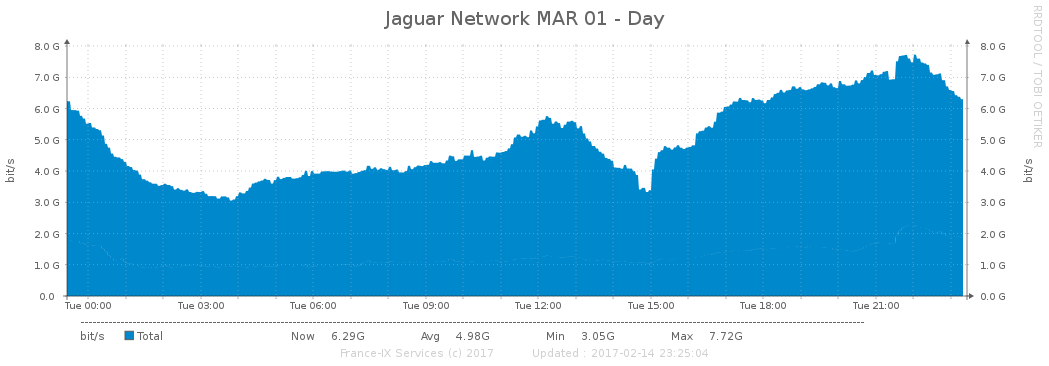 Jaguar Network MAR 01 - Day
RRDTOOL / TOBI OETIKER
bit/s
bit/s
8.0 G 8.0 G
7.0 G 7.0 G
6.0 G 6.0 G
5.0 G 5.0 G
4.0 G 4.0 G
3.0 G 3.0 G
2.0 G 2.0 G
1.0 G 1.0 G
0.0 0.0 G
Tue 00:00 Tue 03:00 Tue 06:00 Tue 09:00 Tue 12:00 Tue 15:00 Tue 18:00 Tue 21:00
bit/s Total Now 6.29G Avg 4.98G Min 3.05G Max 7.72G
France-IX Services (c) 2017 Updated : 2017-02-14 23:25:04